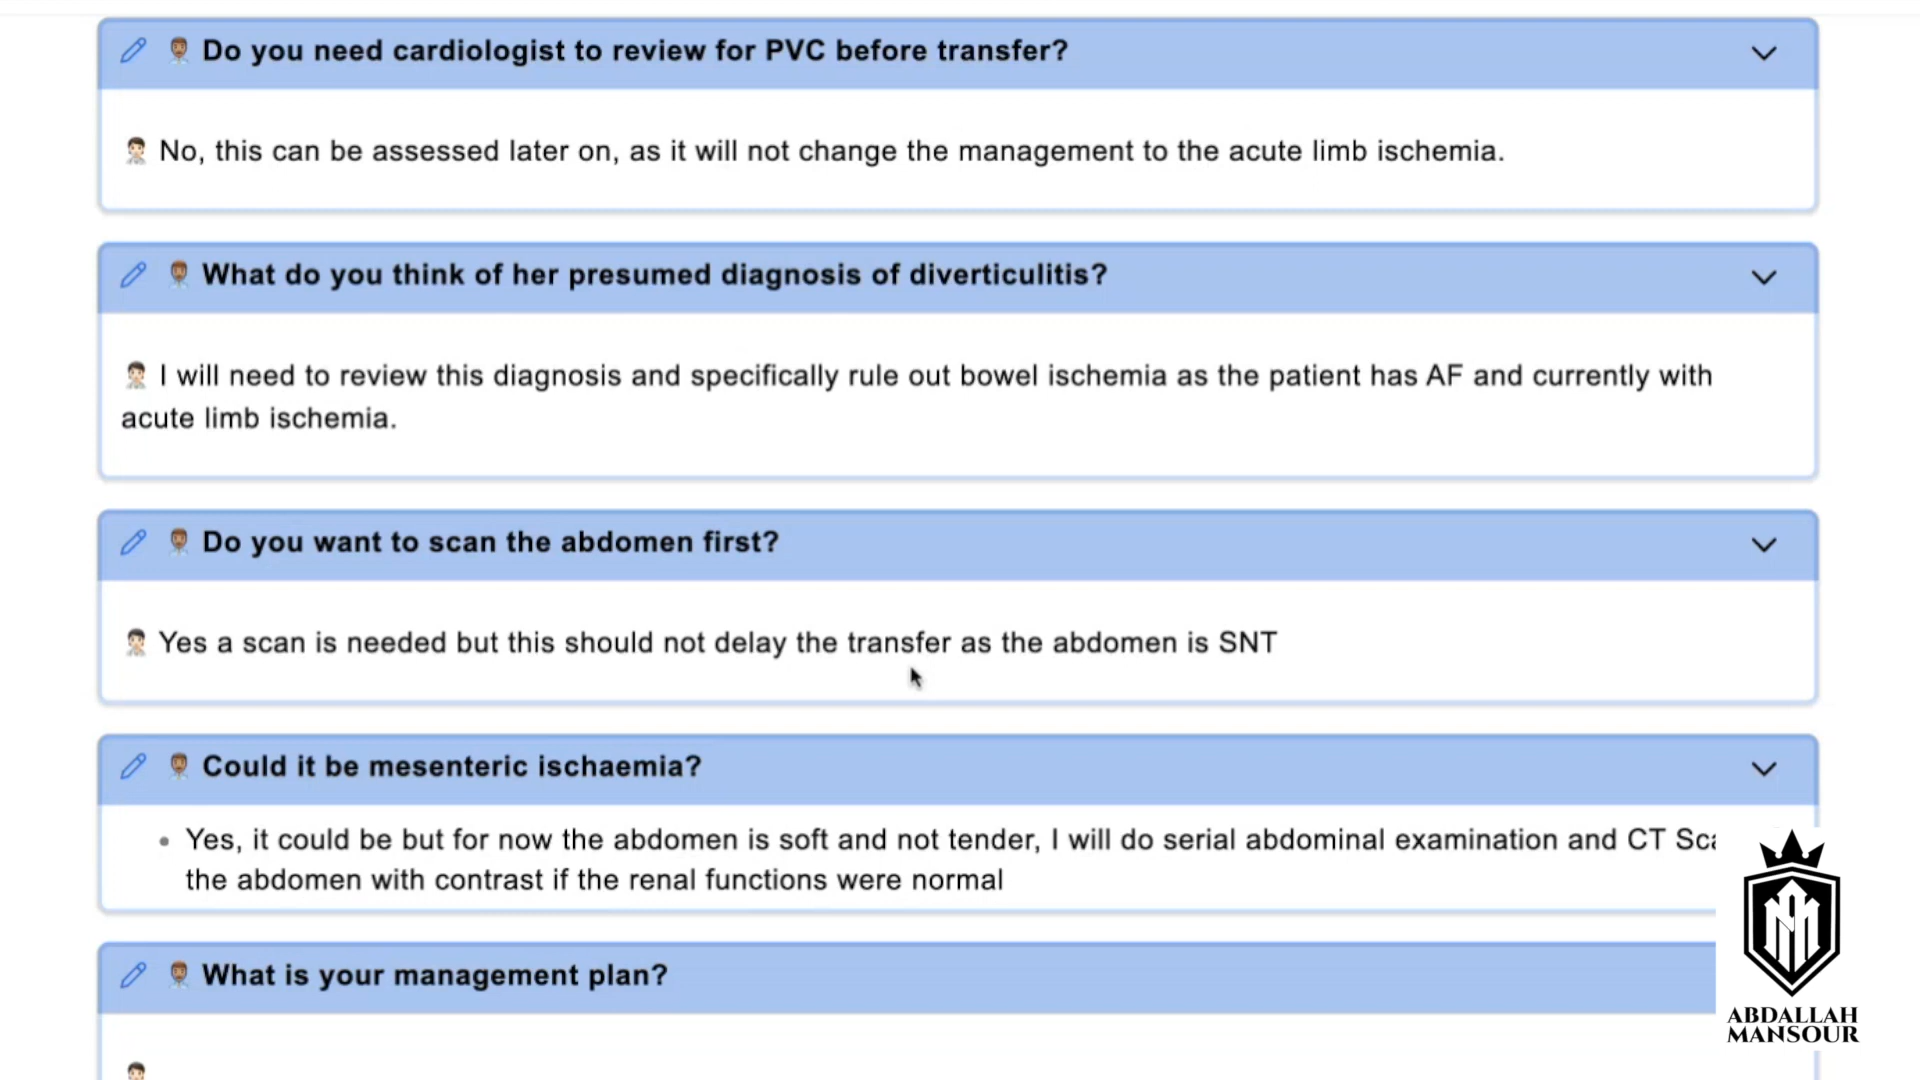 Do you need cardiologist to review for PVC before transfer?
No, this can be assessed later on, as it will not change the management to the acute limb ischemia.
What do you think of her presumed diagnosis of diverticulitis?
I will need to review this diagnosis and specifically rule out bowel ischemia as the patient has AF and currently with
acute limb ischemia.
Do you want to scan the abdomen first?
Yes a scan is needed but this should not delay the transfer as the abdomen is SNT
Could it be mesenteric ischaemia?
Yes, it could be but for now the abdomen is soft and not tender, I will do serial abdominal examination and CT
the abdomen with contrast if the renal functions were normal
What is your management plan?
ABDALLAH
MANSOUR